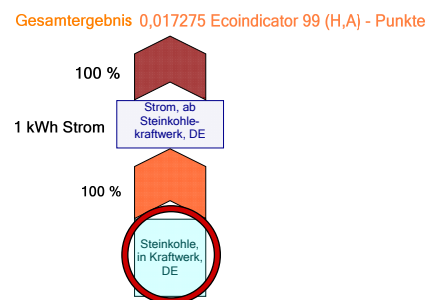 Gesamtergebnis 0,017275 Ecoindicator 99 (H,A) - Punkte
100 %
Strom, ab
Steinkohle-
kraftwerk, DE
1 kWh Strom
100 %
Steinkohle,
in Kraftwerk,
DE